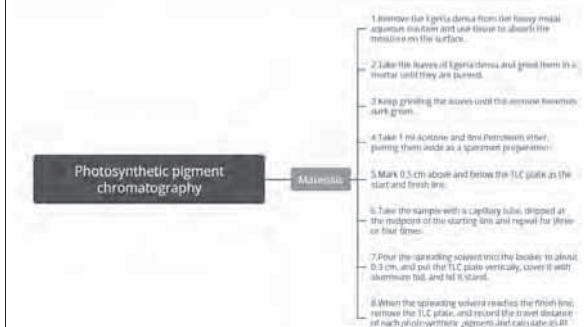 Photosynthetic pigment
chromatography
Materials
1.Remove the Egeria densa from the heavy metal
aqueous solution and use tissue to absorb the
moisture on the surface.
2.Take the leaves of Egeria densa and grind them in a
mortar until they are
3.Keep grinding the leaves until the acetone becomes
dark green.
4.Take 1 ml acetone and 9ml Petroleum ether,
putting them aside as a specimen preparation.
5.Mark 0.5 cm above and below the TLC plate as the
start and finish line.
6.Take the sample with a capillary tube, dropped at
the midpoint of the starting line and repeat for three
or four times.
7.Pour the spreading solvent into the beaker to about
0.3 cm, and put the TLC plate vertically, cover it with
aluminum foil, and let it stand.
8.When the spreading solvent reaches the finish line,
remove the TLC plate, and record the travel distance
of each photosynthetic pigment and calculate its Rf